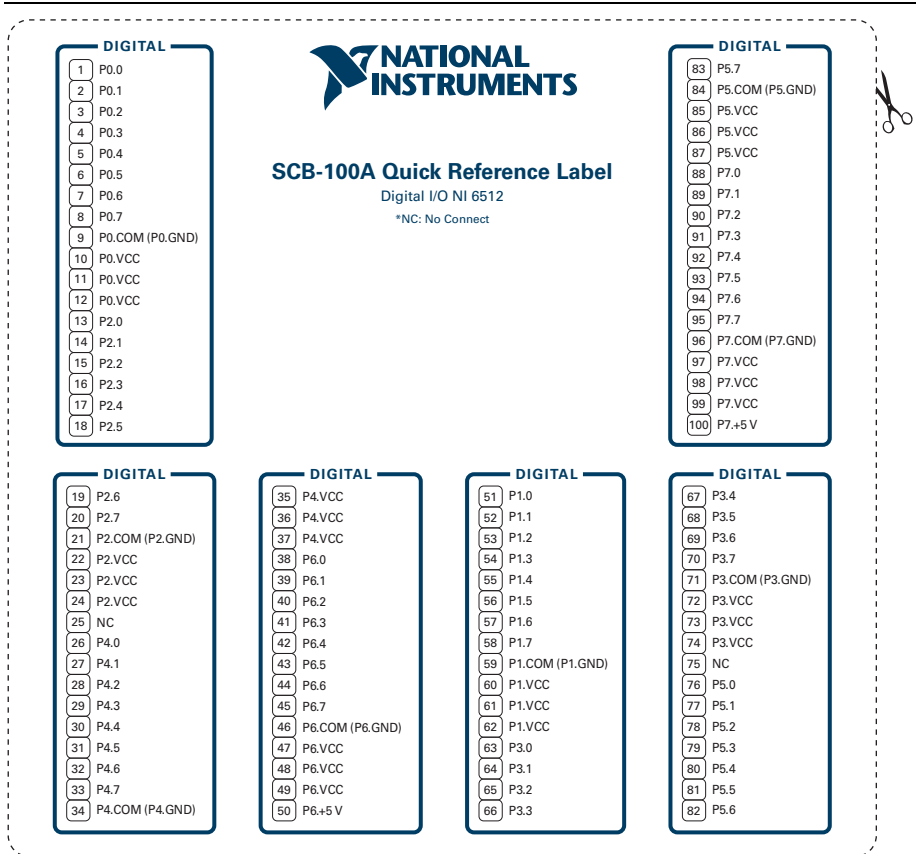 DIGITAL
1 P0.0
2 P0.1
3 P0.2
4 P0.3
5 P0.4
6 P0.5
7 P0.6
8 P0.7
9 P0.COM (P0.GND)
10 P0.VCC
11 P0.VCC
12 P0.VCC
13 P2.0
14 P2.1
15 P2.2
16 P2.3
17 P2.4
18 P2.5
NATIONAL
INSTRUMENTS
SCB-100A Quick Reference Label
Digital I/O NI 6512
*NC: No Connect
DIGITAL
83 P5.7
84 P5.COM (P5.GND)
85 P5.VCC
86 P5.VCC
87 P5.VCC
88 P7.0
89 P7.1
90 P7.2
91 P7.3
92 P7.4
93 P7.5
94 P7.6
95 P7.7
96 P7.COM (P7.GND)
97 P7.VCC
98 P7.VCC
99 P7.VCC
100 P7.+5 V
DIGITAL
19 P2.6
20 P2.7
21 P2.COM (P2.GND)
22 P2.VCC
23 P2.VCC
24 P2.VCC
25 NC
26 P4.0
27 P4.1
28 P4.2
29 P4.3
30 P4.4
31 P4.5
32 P4.6
33 P4.7
34 P4.COM (P4.GND)
DIGITAL
35 P4.VCC
36 P4.VCC
37 P4.VCC
38 P6.0
39 P6.1
40 P6.2
41 P6.3
42 P6.4
43 P6.5
44 P6.6
45 P6.7
46 P6.COM (P6.GND)
47 P6.VCC
48 P6.VCC
49 P6.VCC
50 P6.+5 V
DIGITAL
51 P1.0
52 P1.1
53 P1.2
54 P1.3
55 P1.4
56 P1.5
57 P1.6
58 P1.7
59 P1.COM (P1.GND)
60 P1.VCC
61 P1.VCC
62 P1.VCC
63 P3.0
64 P3.1
65 P3.2
66 P3.3
DIGITAL
67 P3.4
68 P3.5
69 P3.6
70 P3.7
71 P3.COM (P3.GND)
72 P3.VCC
73 P3.VCC
74 P3.VCC
75 NC
76 P5.0
77 P5.1
78 P5.2
79 P5.3
80 P5.4
81 P5.5
82 P5.6